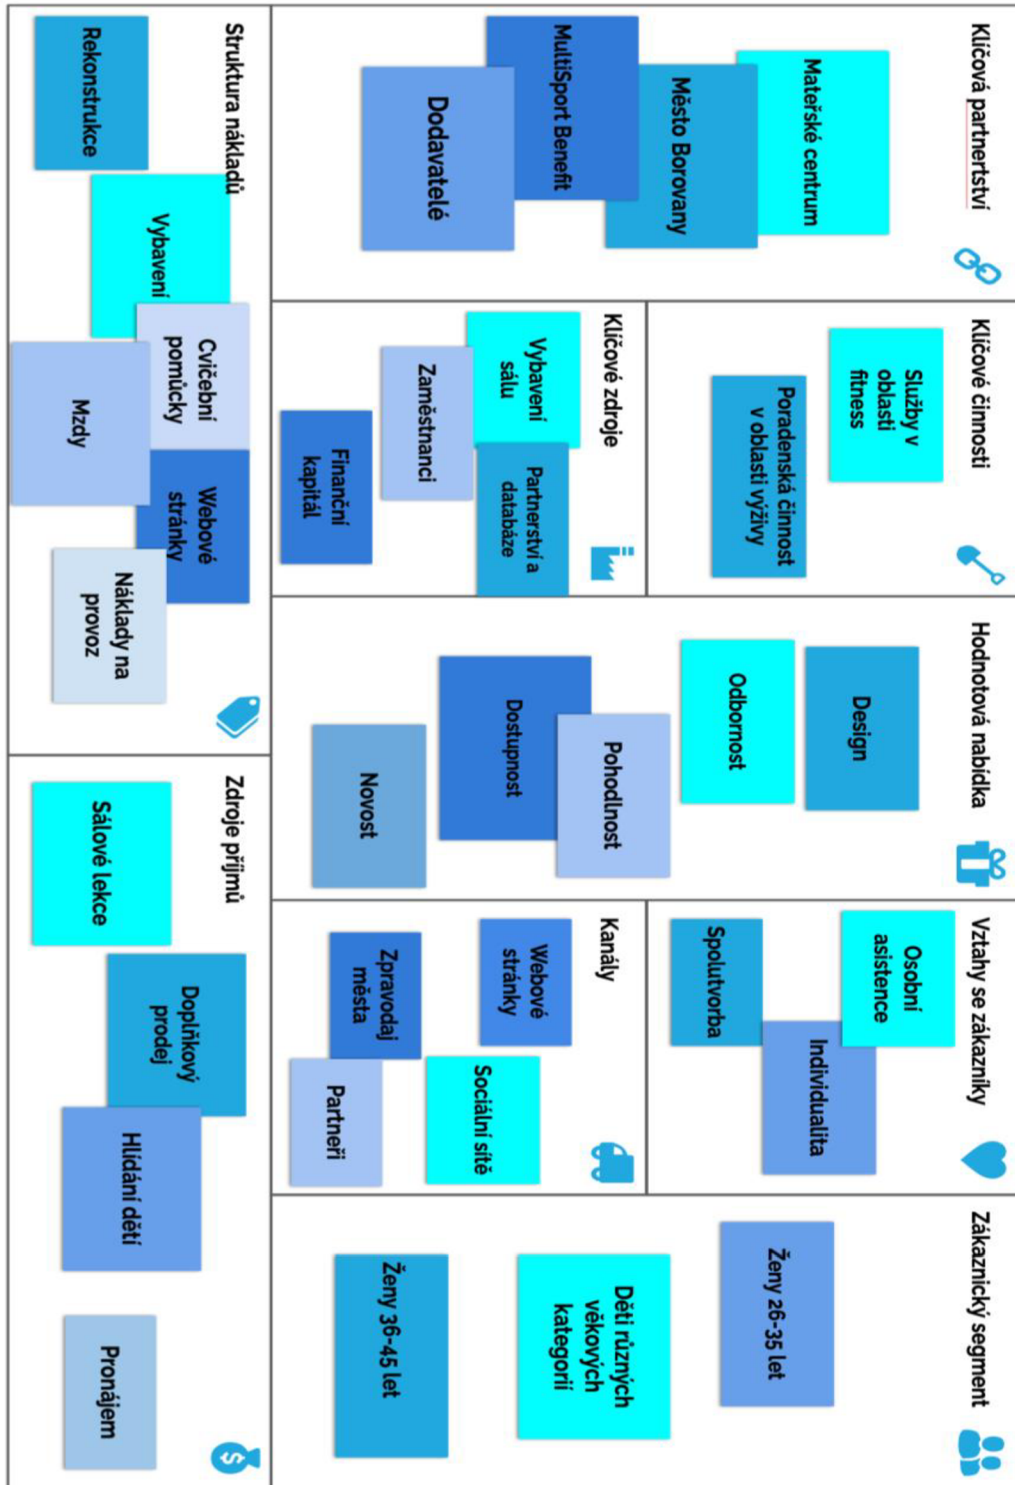 Klíčová partnertství
Mateřské centrum
Město Borovany
MultiSport Benefit
Dodavatelé
Klíčové činnosti
Služby v
oblasti
fitness
Poradenská činnost
v oblasti výživy
Klíčové zdroje
Vybavení
sálu
Partnerství a
databáze
Zaměstnanci
Finanční
kapitál
Hodnotová nabídka
Design
Odbornost
Pohodlnost
Dostupnost
Novost
Vztahy se zákazníky
Osobní
asistence
Individualita
Spolutvorba
Kanály
Webové
stránky
Sociální sítě
Zpravodaj
města
Partneři
Zákaznický segment
Ženy 26-35 let
Děti různých
věkových
kategorií
Ženy 36-45 let
Struktura nákladů
Rekonstrukce
Vybavení
Cvičební
pomůcky
Mzdy
Webové
stránky
Náklady na
provoz
Zdroje příjmů
Sálové lekce
Doplňkový
prodej
Hlídání dětí
Pronájem